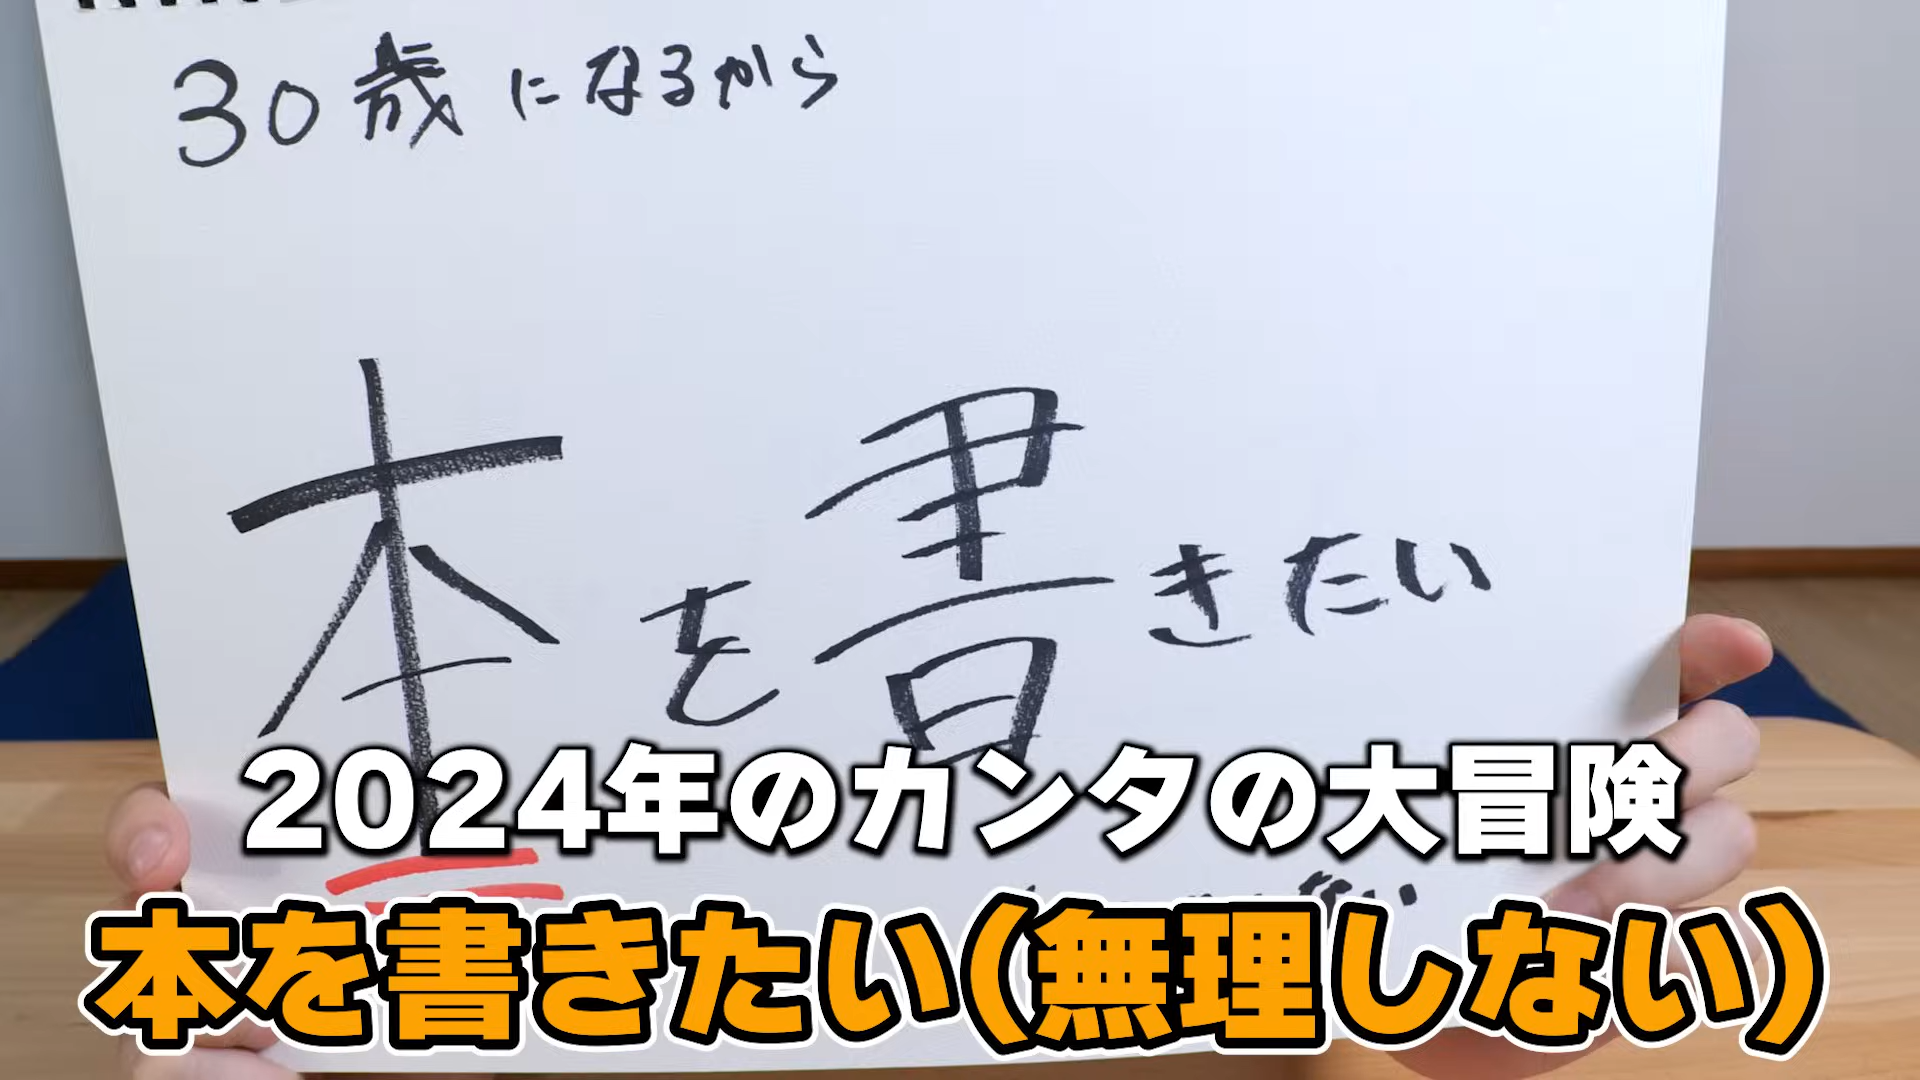 30歳になるから
本を書きたい
2024年のカンタの大冒険
本を書きたい(無理しない)